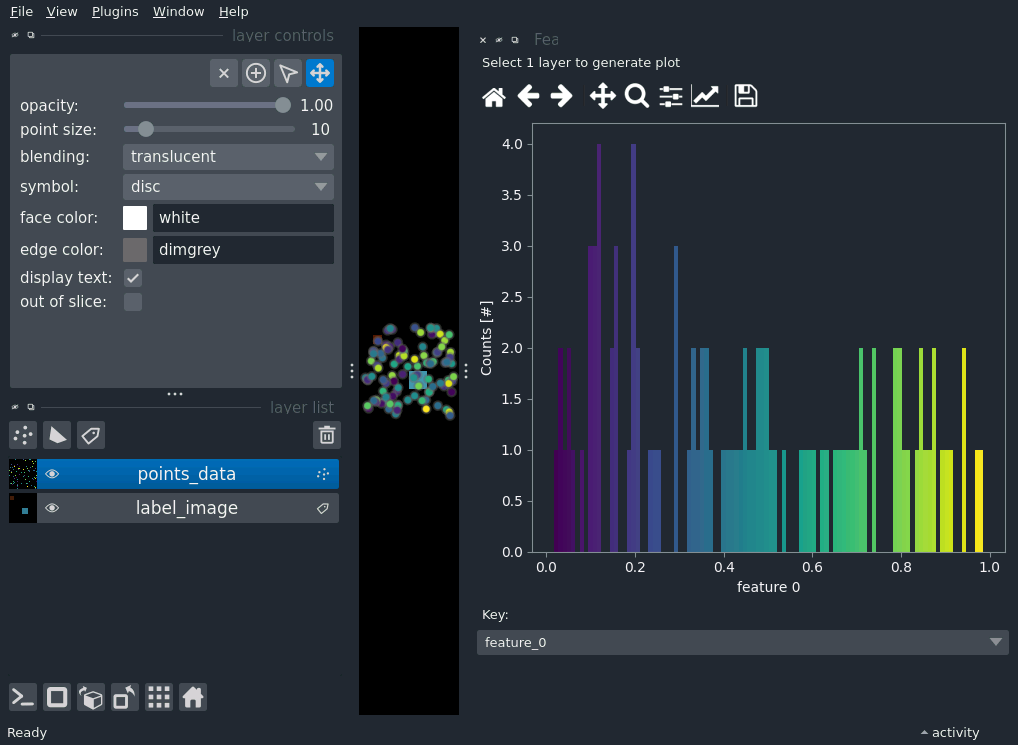 File View Plugins Window Help
layer controls
opacity: 1.00
point size: 10
blending: translucent
symbol: disc
face color: white
edge color: dimgrey
display text:
out of slice:
layer list
points_data
label_image
Ready
Fea
Select 1 layer to generate plot
4.0
3.5
3.0
2.5
2.0
1.5
1.0
0.5
0.0
Counts [#]
0.0 0.2 0.4 0.6 0.8 1.0
feature 0
Key:
feature_0
activity